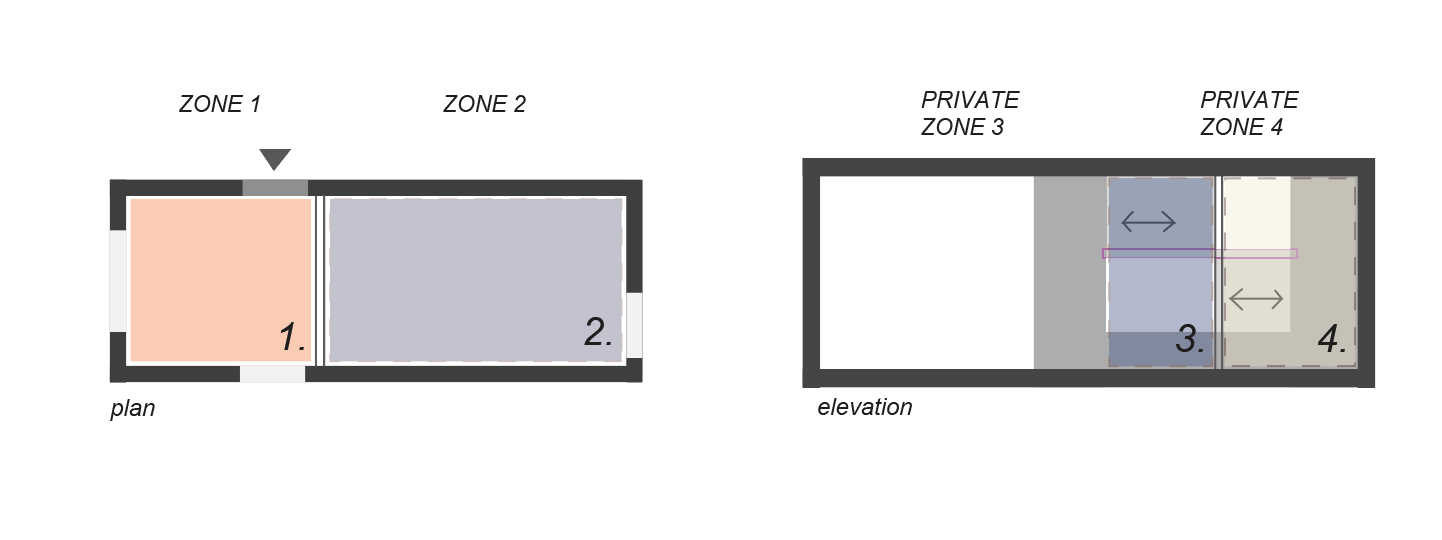 ZONE 1
ZONE 2
1.
2.
plan
PRIVATE
ZONE 3
PRIVATE
ZONE 4
3.
4.
elevation